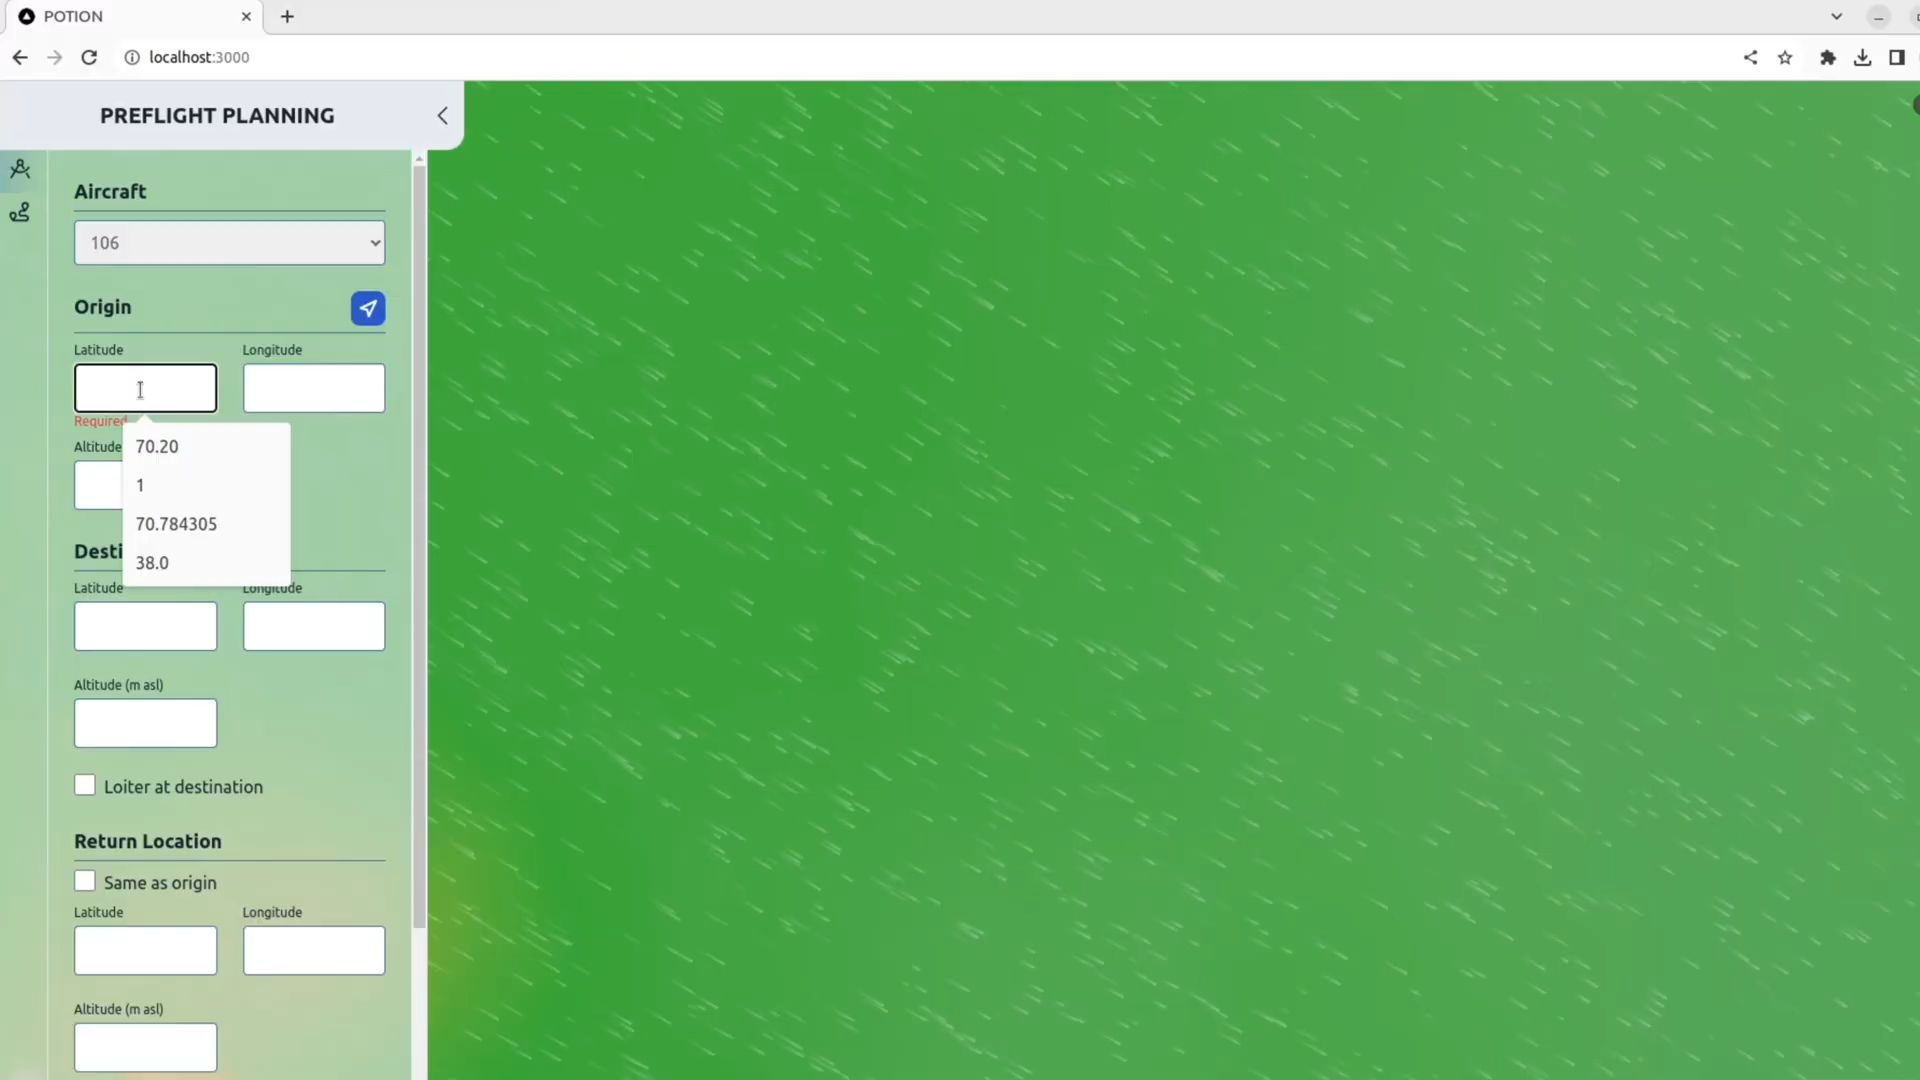 POTION
localhost:3000
PREFLIGHT PLANNING
Aircraft
106
Origin
Latitude
Longitude
Required
Altitude
70.20
1
70.784305
38.0
Desti
Latitude
Longitude
Altitude (m asl)
Loiter at destination
Return Location
Same as origin
Latitude
Longitude
Altitude (m asl)